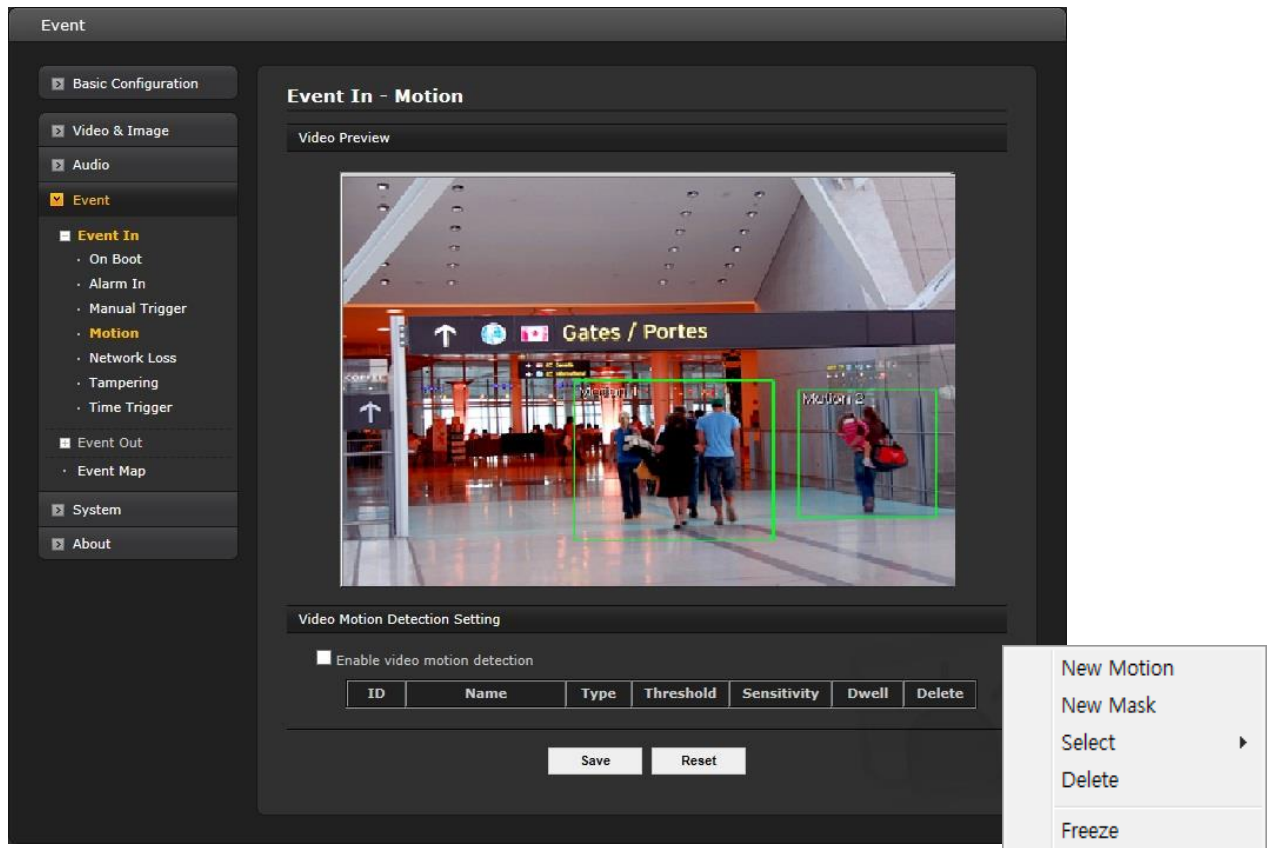 Event
Basic Configuration
Video & Image
Audio
Event
Event In
· On Boot
· Alarm In
· Manual Trigger
· Motion
· Network Loss
· Tampering
· Time Trigger
Event Out
· Event Map
System
About
Event In - Motion
Video Preview
Gates / Portes
Motion 1
Motion 2
Video Motion Detection Setting
Enable video motion detection
ID Name Type Threshold Sensitivity Dwell Delete
Save Reset
New Motion
New Mask
Select
Delete
Freeze